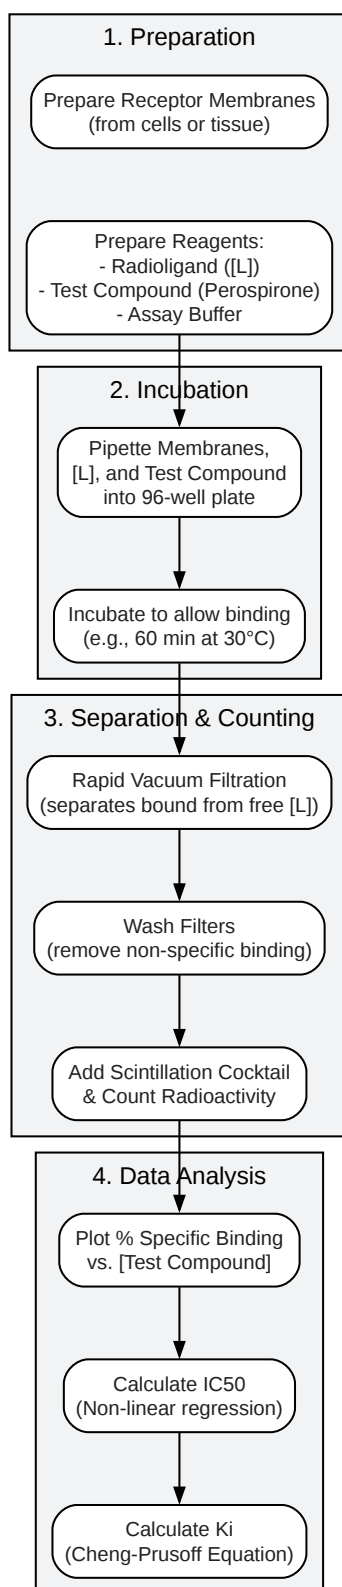 1. Preparation
Prepare Receptor Membranes
(from cells or tissue)
Prepare Reagents:
- Radioligand ([L])
- Test Compound (Perospirone)
- Assay Buffer
2. Incubation
Pipette Membranes,
[L], and Test Compound
into 96-well plate
Incubate to allow binding
(e.g., 60 min at 30°C)
3. Separation & Counting
Rapid Vacuum Filtration
(separates bound from free [L])
Wash Filters
(remove non-specific binding)
Add Scintillation Cocktail
& Count Radioactivity
4. Data Analysis
Plot % Specific Binding
vs. [Test Compound]
Calculate IC50
(Non-linear regression)
Calculate Ki
(Cheng-Prusoff Equation)